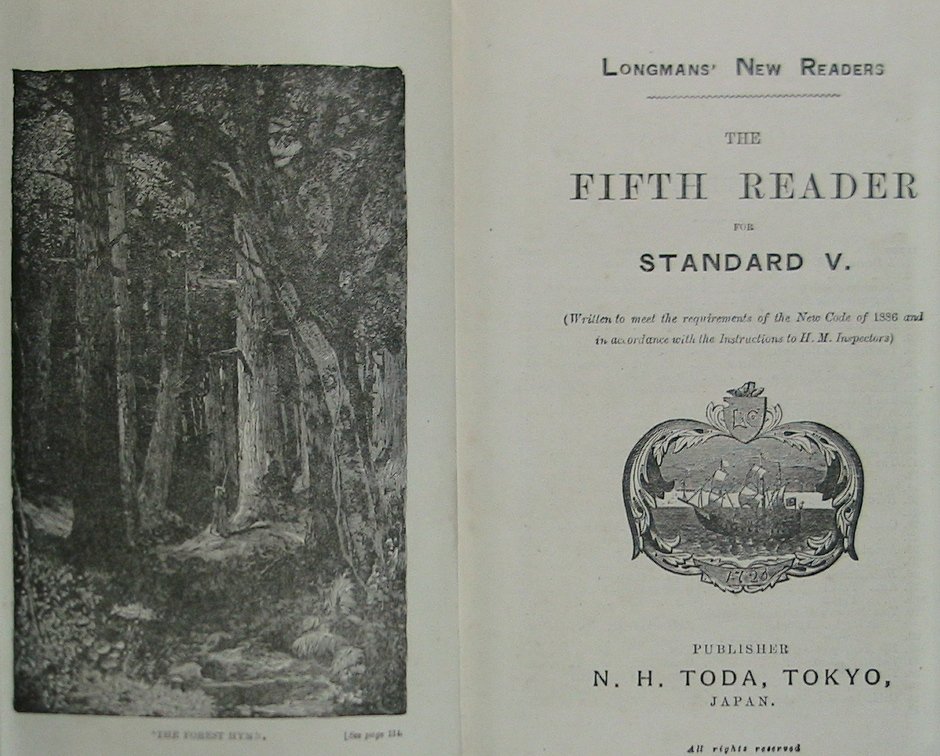 'THE FOREST HYMN.
[See page 184
LONGMANS' NEW READERS
THE
FIFTH READER
FOR
STANDARD V.
(Written to meet the requirements of the New Code of 1886 and
in accordance with the Instructions to H. M. Inspectors)
L G
1726
PUBLISHER
N. H. TODA, TOKYO,
JAPAN.
All rights reserved